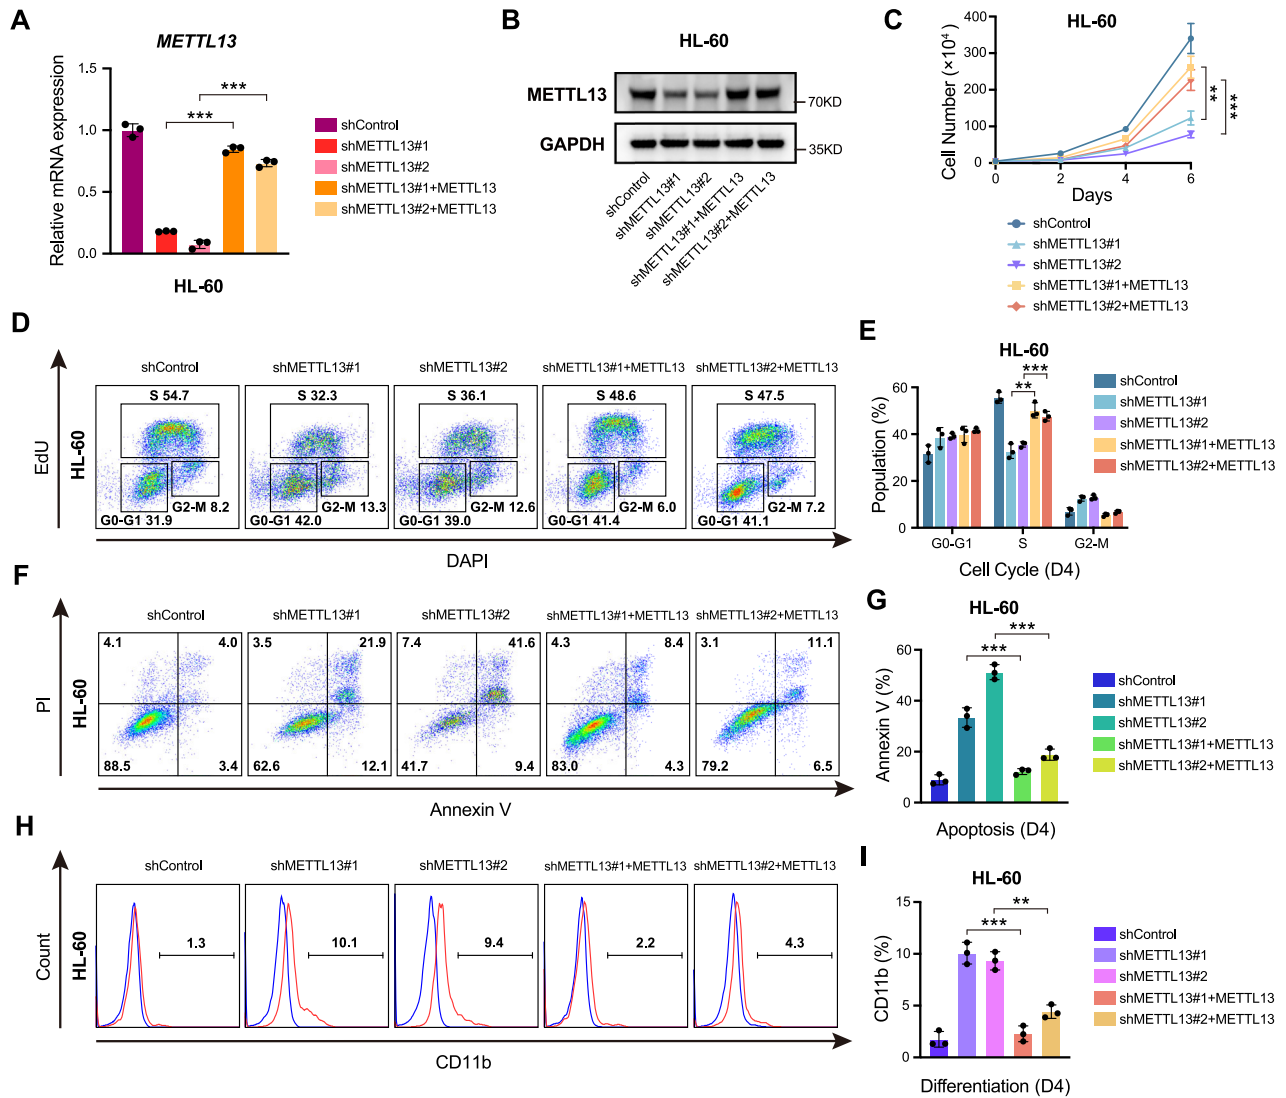 A
METTL13
Relative mRNA expression
1.5
1.0
0.5
0.0
***
***
HL-60
shControl
shMETTL13#1
shMETTL13#2
shMETTL13#1+METTL13
shMETTL13#2+METTL13
B
HL-60
METTL13
70KD
GAPDH
35KD
shControl
shMETTL13#1
shMETTL13#2
shMETTL13#1+METTL13
shMETTL13#2+METTL13
C
HL-60
Cell Number (×10⁴)
400
300
200
100
0
0 2 4 6
Days
**
***
shControl
shMETTL13#1
shMETTL13#2
shMETTL13#1+METTL13
shMETTL13#2+METTL13
D
shControl shMETTL13#1 shMETTL13#2 shMETTL13#1+METTL13 shMETTL13#2+METTL13
EdU
HL-60
S 54.7 S 32.3 S 36.1 S 48.6 S 47.5
G2-M 8.2 G2-M 13.3 G2-M 12.6 G2-M 6.0 G2-M 7.2
G0-G1 31.9 G0-G1 42.0 G0-G1 39.0 G0-G1 41.4 G0-G1 41.1
DAPI
E
HL-60
Population (%)
60
40
20
0
***
**
G0-G1 S G2-M
Cell Cycle (D4)
shControl
shMETTL13#1
shMETTL13#2
shMETTL13#1+METTL13
shMETTL13#2+METTL13
F
shControl shMETTL13#1 shMETTL13#2 shMETTL13#1+METTL13 shMETTL13#2+METTL13
PI
HL-60
4.1 4.0 3.5 21.9 7.4 41.6 4.3 8.4 3.1 11.1
88.5 3.4 62.6 12.1 41.7 9.4 83.0 4.3 79.2 6.5
Annexin V
G
HL-60
Annexin V (%)
60
40
20
0
***
***
Apoptosis (D4)
shControl
shMETTL13#1
shMETTL13#2
shMETTL13#1+METTL13
shMETTL13#2+METTL13
H
shControl shMETTL13#1 shMETTL13#2 shMETTL13#1+METTL13 shMETTL13#2+METTL13
Count
HL-60
1.3 10.1 9.4 2.2 4.3
CD11b
I
HL-60
CD11b (%)
15
10
5
0
**
***
Differentiation (D4)
shControl
shMETTL13#1
shMETTL13#2
shMETTL13#1+METTL13
shMETTL13#2+METTL13